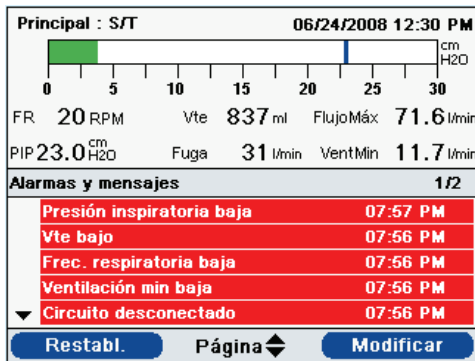 Principal : S/T 06/24/2008 12:30 PM
cm
H2O
0 5 10 15 20 25 30
FR 20 RPM Vte 837 ml FlujoMáx 71.6 l/min
PIP 23.0 cm H2O Fuga 31 l/min VentMin 11.7 l/min
Alarmas y mensajes 1/2
Presión inspiratoria baja 07:57 PM
Vte bajo 07:56 PM
Frec. respiratoria baja 07:56 PM
Ventilación min baja 07:56 PM
Circuito desconectado 07:56 PM
Restabl. Página Modificar